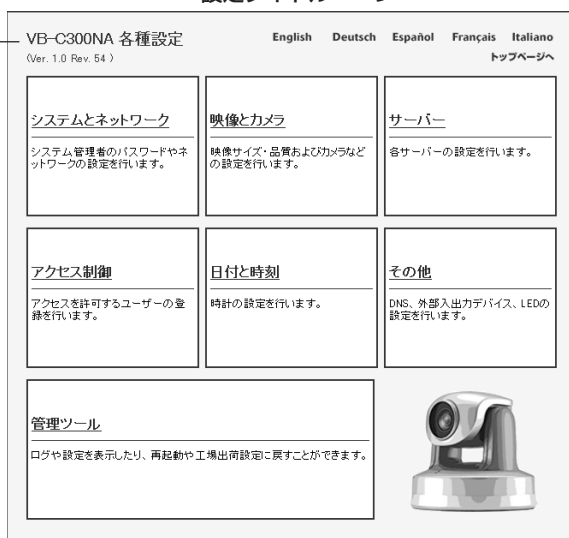 VB-C300NA 各種設定
English Deutsch Español Français Italiano
(Ver. 1.0 Rev. 54 )
トップページへ
システムとネットワーク
システム管理者のパスワードやネ
ットワークの設定を行います。
映像とカメラ
映像サイズ・品質およびカメラなど
の設定を行います。
サーバー
各サーバーの設定を行います。
アクセス制御
アクセスを許可するユーザーの登
録を行います。
日付と時刻
時計の設定を行います。
その他
DNS、外部入出力デバイス、LEDの
設定を行います。
管理ツール
ログや設定を表示したり、再起動や工場出荷設定に戻すことができます。